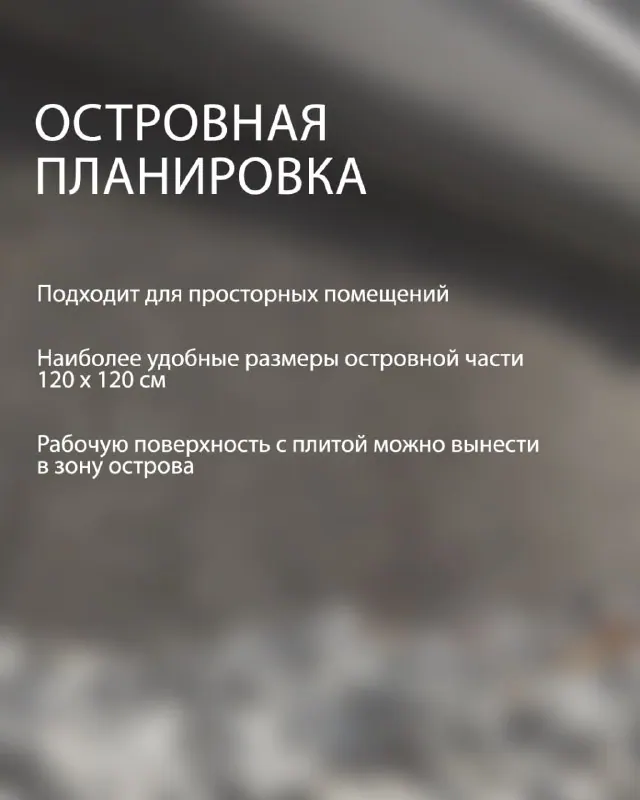 ОСТРОВНАЯ
ПЛАНИРОВКА
Подходит для просторных помещений
Наиболее удобные размеры островной части
120 х 120 см
Рабочую поверхность с плитой можно вынести
в зону острова